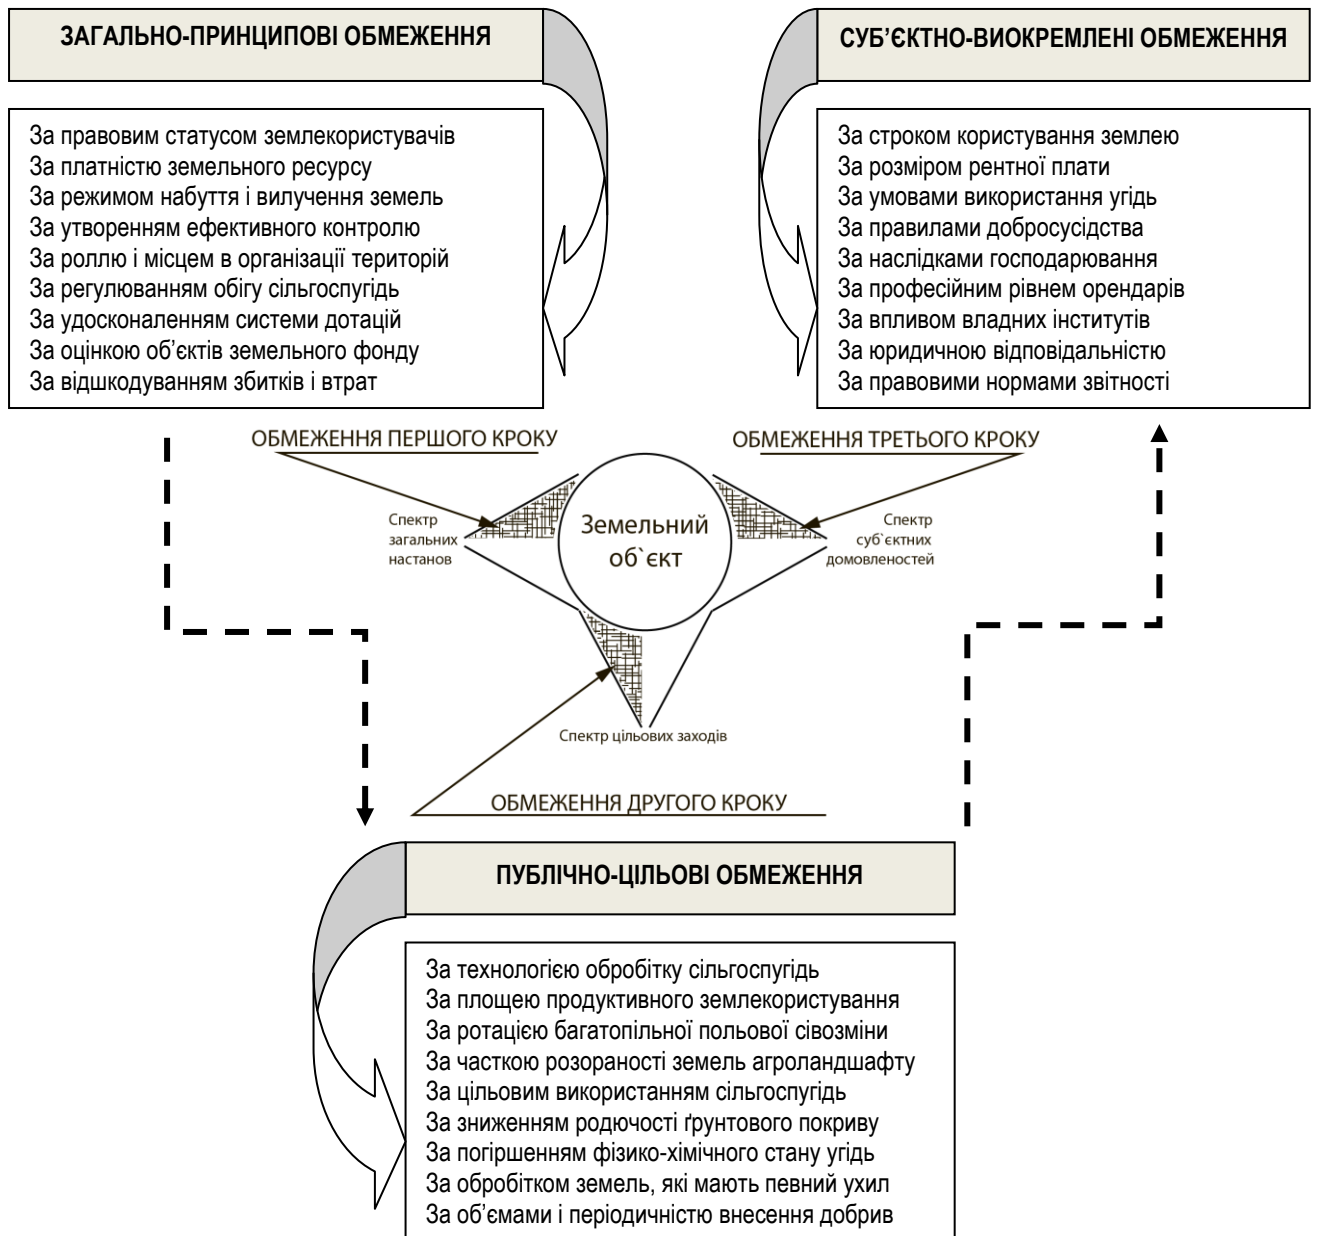 ЗАГАЛЬНО-ПРИНЦИПОВІ ОБМЕЖЕННЯ
За правовим статусом землекористувачів
За платністю земельного ресурсу
За режимом набуття і вилучення земель
За утворенням ефективного контролю
За роллю і місцем в організації територій
За регулюванням обігу сільгоспугідь
За удосконаленням системи дотацій
За оцінкою об’єктів земельного фонду
За відшкодуванням збитків і втрат
СУБ’ЄКТНО-ВИОКРЕМЛЕНІ ОБМЕЖЕННЯ
За строком користування землею
За розміром рентної плати
За умовами використання угідь
За правилами добросусідства
За наслідками господарювання
За професійним рівнем орендарів
За впливом владних інститутів
За юридичною відповідальністю
За правовими нормами звітності
ОБМЕЖЕННЯ ПЕРШОГО КРОКУ
ОБМЕЖЕННЯ ТРЕТЬОГО КРОКУ
Спектр
загальних
настанов
Земельний
об`єкт
Спектр
суб`єктних
домовленостей
Спектр цільових заходів
ОБМЕЖЕННЯ ДРУГОГО КРОКУ
ПУБЛІЧНО-ЦІЛЬОВІ ОБМЕЖЕННЯ
За технологією обробітку сільгоспугідь
За площею продуктивного землекористування
За ротацією багатопільної польової сівозміни
За часткою розораності земель агроландшафту
За цільовим використанням сільгоспугідь
За зниженням родючості ґрунтового покриву
За погіршенням фізико-хімічного стану угідь
За обробітком земель, які мають певний ухил
За об’ємами і періодичністю внесення добрив